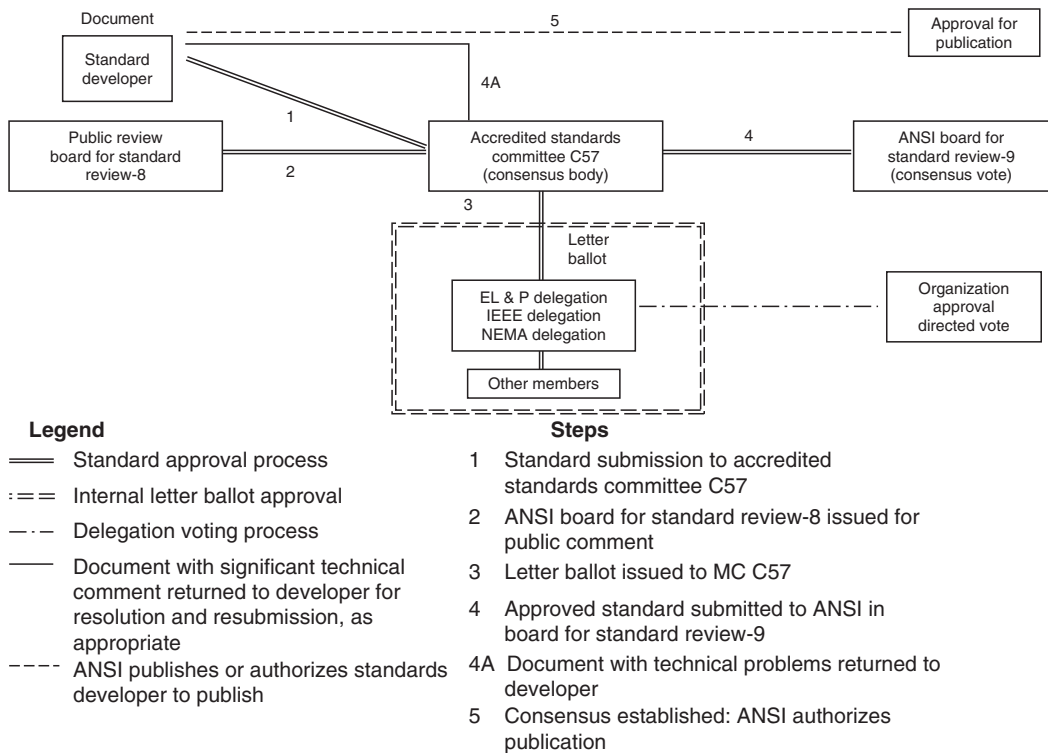 Document
5
Approval for
publication
Standard
developer
4A
1
Public review
board for standard
review-8
2
Accredited standards
committee C57
(consensus body)
4
ANSI board for
standard review-9
(consensus vote)
3
Letter
ballot
EL & P delegation
IEEE delegation
NEMA delegation
Organization
approval
directed vote
Other members
Legend
Standard approval process
Internal letter ballot approval
Delegation voting process
Document with significant technical
comment returned to developer for
resolution and resubmission, as
appropriate
ANSI publishes or authorizes standards
developer to publish
Steps
1 Standard submission to accredited
standards committee C57
2 ANSI board for standard review-8 issued for
public comment
3 Letter ballot issued to MC C57
4 Approved standard submitted to ANSI in
board for standard review-9
4A Document with technical problems returned to
developer
5 Consensus established: ANSI authorizes
publication